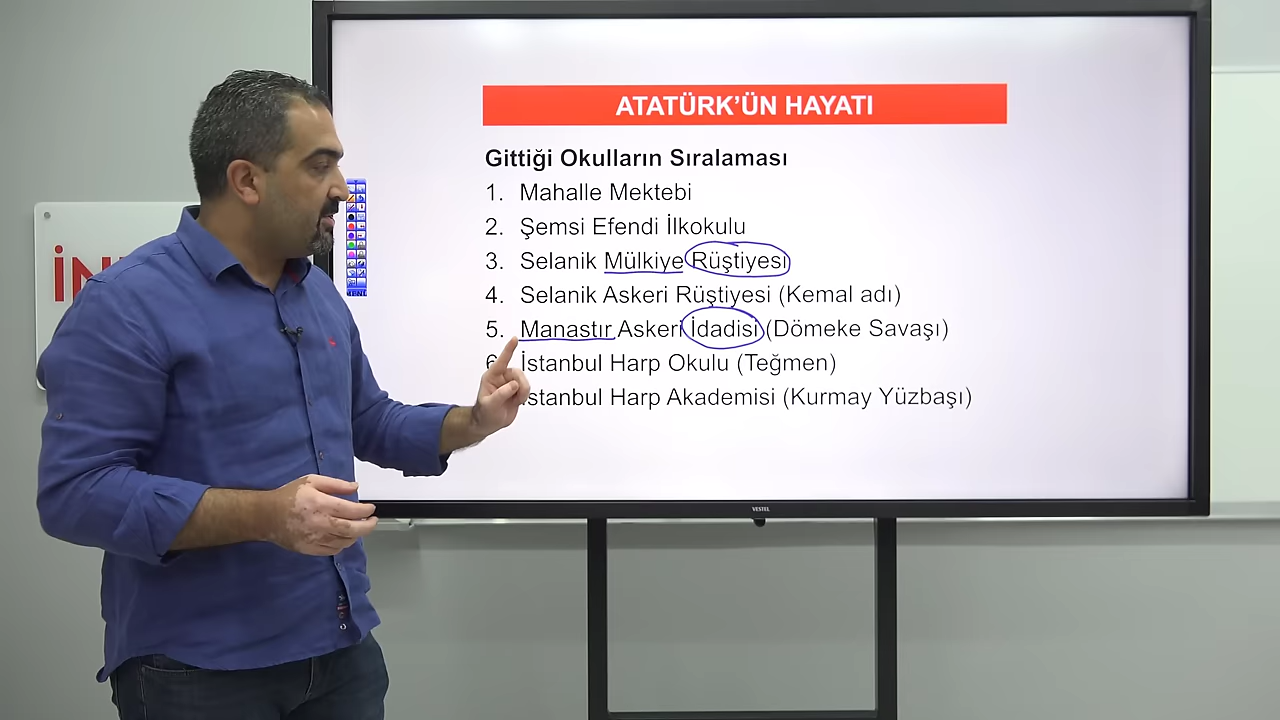 ATATÜRK'ÜN HAYATI
Gittiği Okulların Sıralaması
1. Mahalle Mektebi
2. Şemsi Efendi İlkokulu
3. Selanik Mülkiye Rüştiyesi
4. Selanik Askeri Rüştiyesi (Kemal adı)
5. Manastır Askeri İdadisi (Dömeke Savaşı)
6. İstanbul Harp Okulu (Teğmen)
İstanbul Harp Akademisi (Kurmay Yüzbaşı)
VESTEL